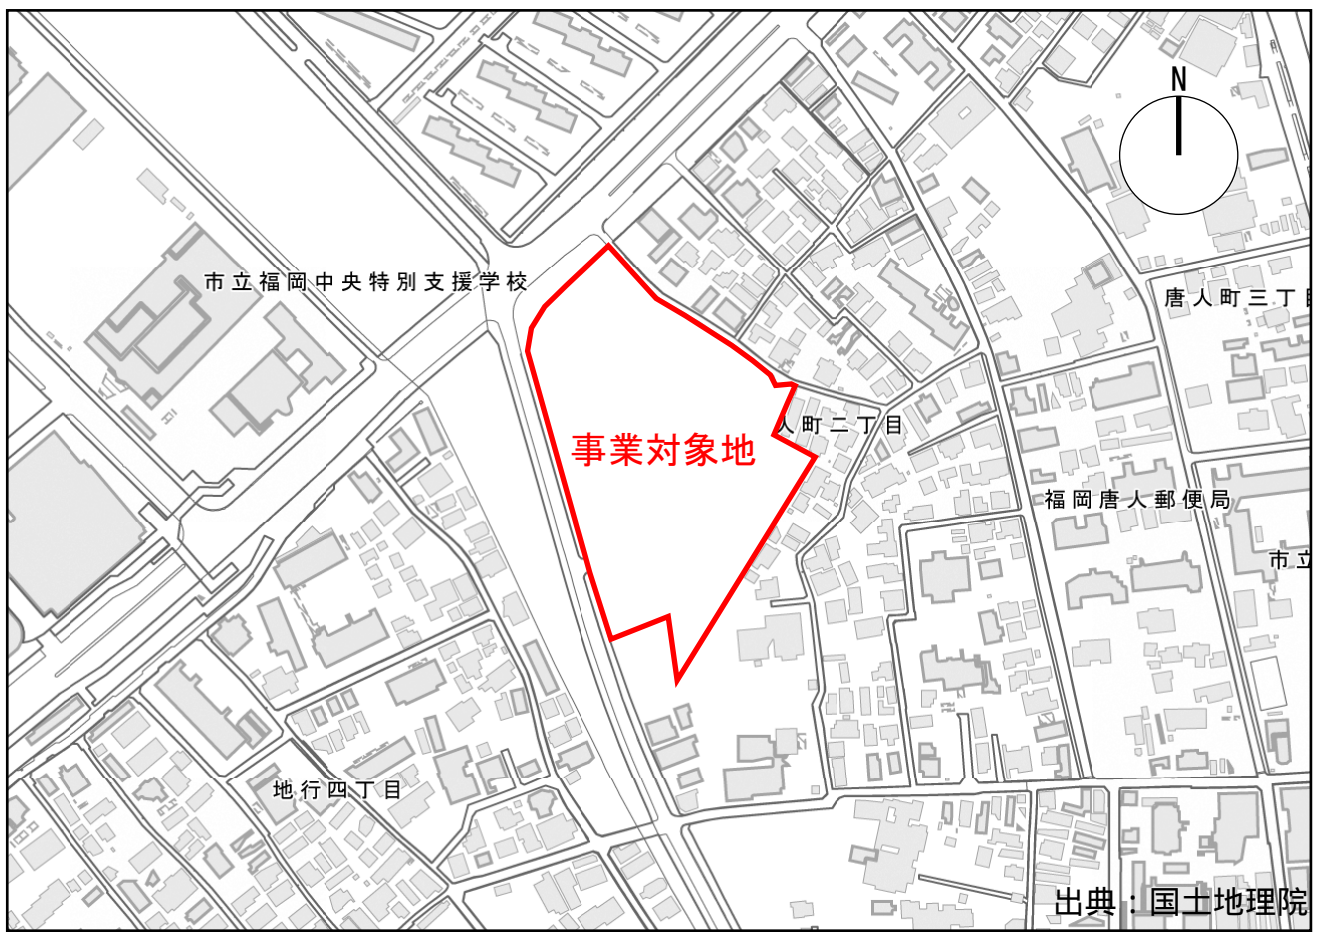 N
市立福岡中央特別支援学校
唐人町三丁目
人町二丁目
事業対象地
福岡唐人郵便局
市立
地行四丁目
出典：国土地理院